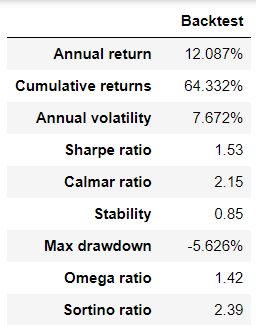 Backtest
Annual return 12.087%
Cumulative returns 64.332%
Annual volatility 7.672%
Sharpe ratio 1.53
Calmar ratio 2.15
Stability 0.85
Max drawdown -5.626%
Omega ratio 1.42
Sortino ratio 2.39